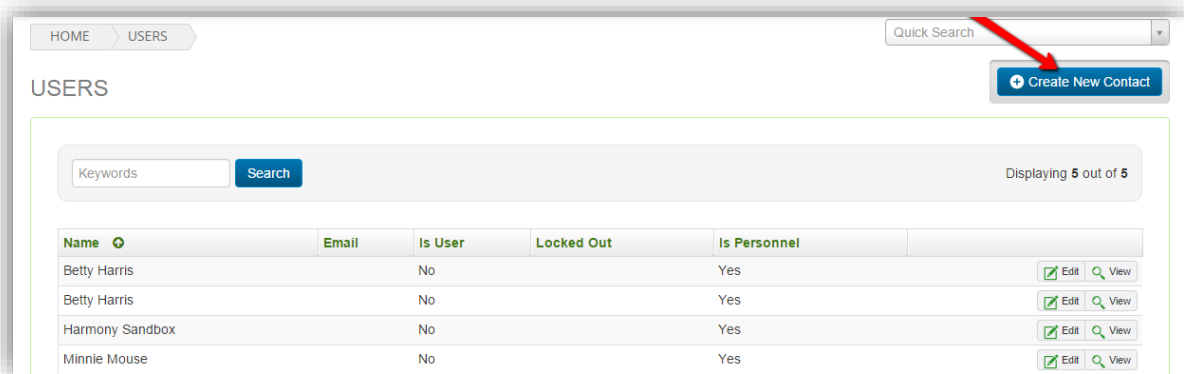 HOME USERS Quick Search
USERS Create New Contact
Keywords Search Displaying 5 out of 5
Name Email Is User Locked Out Is Personnel
Betty Harris No Yes Edit View
Betty Harris No Yes Edit View
Harmony Sandbox No Yes Edit View
Minnie Mouse No Yes Edit View